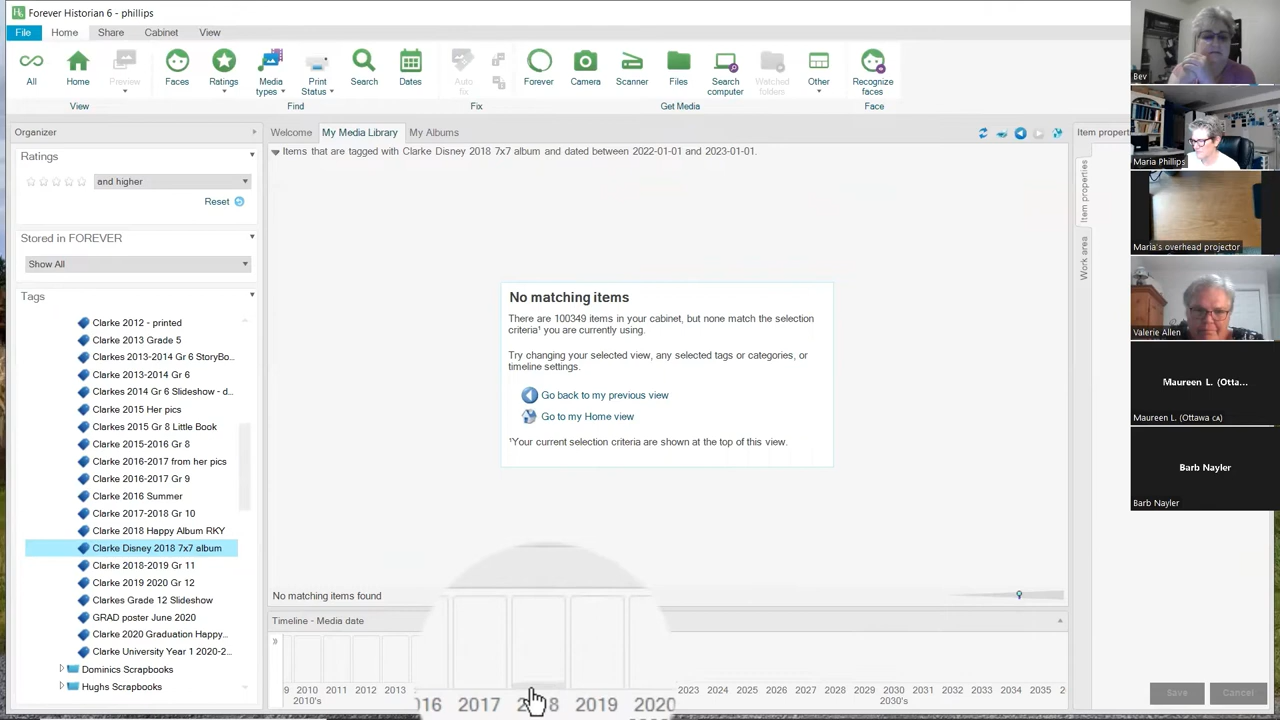 Forever Historian 6 - phillips
File Home Share Cabinet View
All Home Preview Faces Ratings Media types Print Status Search Dates Auto fix Forever Camera Scanner Files Search computer Watched folders Other Recognize faces
View Find Fix Get Media Face
Organizer
Ratings
and higher
Reset
Stored in FOREVER
Show All
Tags
Clarke 2012 - printed
Clarke 2013 Grade 5
Clarkes 2013-2014 Gr 6 StoryBo...
Clarke 2013-2014 Gr 6
Clarkes 2014 Gr 6 Slideshow - d...
Clarke 2015 Her pics
Clarkes 2015 Gr 8 Little Book
Clarke 2015-2016 Gr 8
Clarke 2016-2017 from her pics
Clarke 2016-2017 Gr 9
Clarke 2016 Summer
Clarke 2017-2018 Gr 10
Clarke 2018 Happy Album RKY
Clarke Disney 2018 7x7 album
Clarke 2018-2019 Gr 11
Clarke 2019 2020 Gr 12
Clarkes Grade 12 Slideshow
GRAD poster June 2020
Clarke 2020 Graduation Happy...
Clarke University Year 1 2020-2...
Dominics Scrapbooks
Hughs Scrapbooks
Welcome My Media Library My Albums
Items that are tagged with Clarke Disney 2018 7x7 album and dated between 2022-01-01 and 2023-01-01.
No matching items
There are 100349 items in your cabinet, but none match the selection
criteria¹ you are currently using.
Try changing your selected view, any selected tags or categories, or
timeline settings.
Go back to my previous view
Go to my Home view
¹Your current selection criteria are shown at the top of this view.
No matching items found
Timeline - Media date
9 2010 2011 2012 2013 016 2017 2018 2019 2020 2023 2024 2025 2026 2027 2028 2029 2030 2031 2032 2033 2034 2035 2
2010's 2030's
Item proper
Item properties
Work area
Save Cancel
Bev
Maria Phillips
Maria's overhead projector
Valerie Allen
Maureen L. (Otta...
Maureen L. (Ottawa CA)
Barb Nayler
Barb Nayler